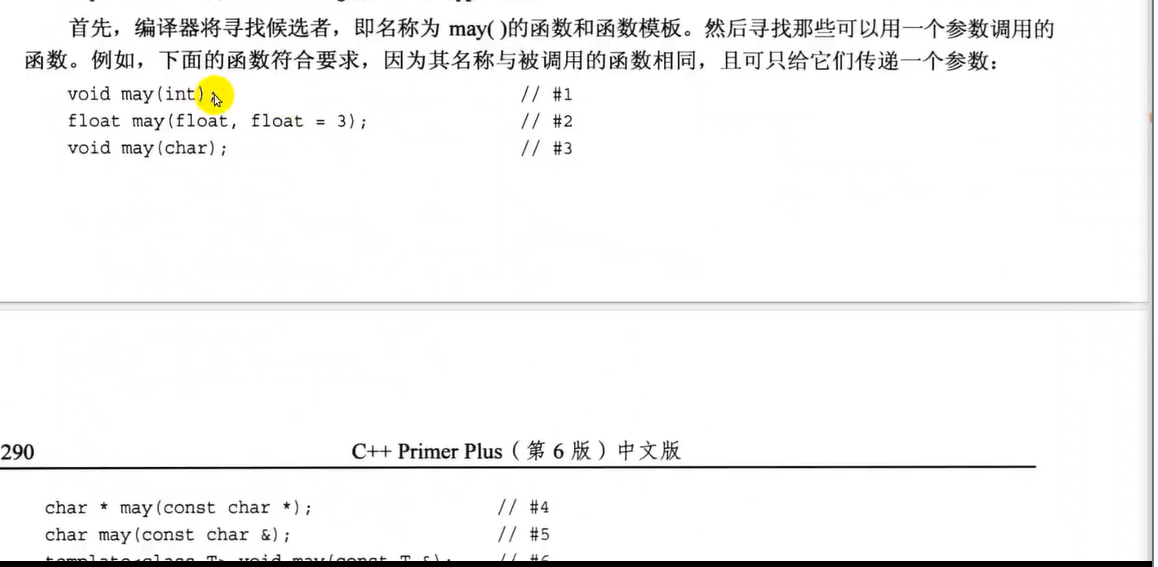 首先，编译器将寻找候选者，即名称为 may( )的函数和函数模板。然后寻找那些可以用一个参数调用的
函数。例如，下面的函数符合要求，因为其名称与被调用的函数相同，且可只给它们传递一个参数：
void may(int); // #1
float may(float, float = 3); // #2
void may(char); // #3
290 C++ Primer Plus（第 6 版）中文版
char * may(const char *); // #4
char may(const char &); // #5
template<class T> void may(const T &); // #6